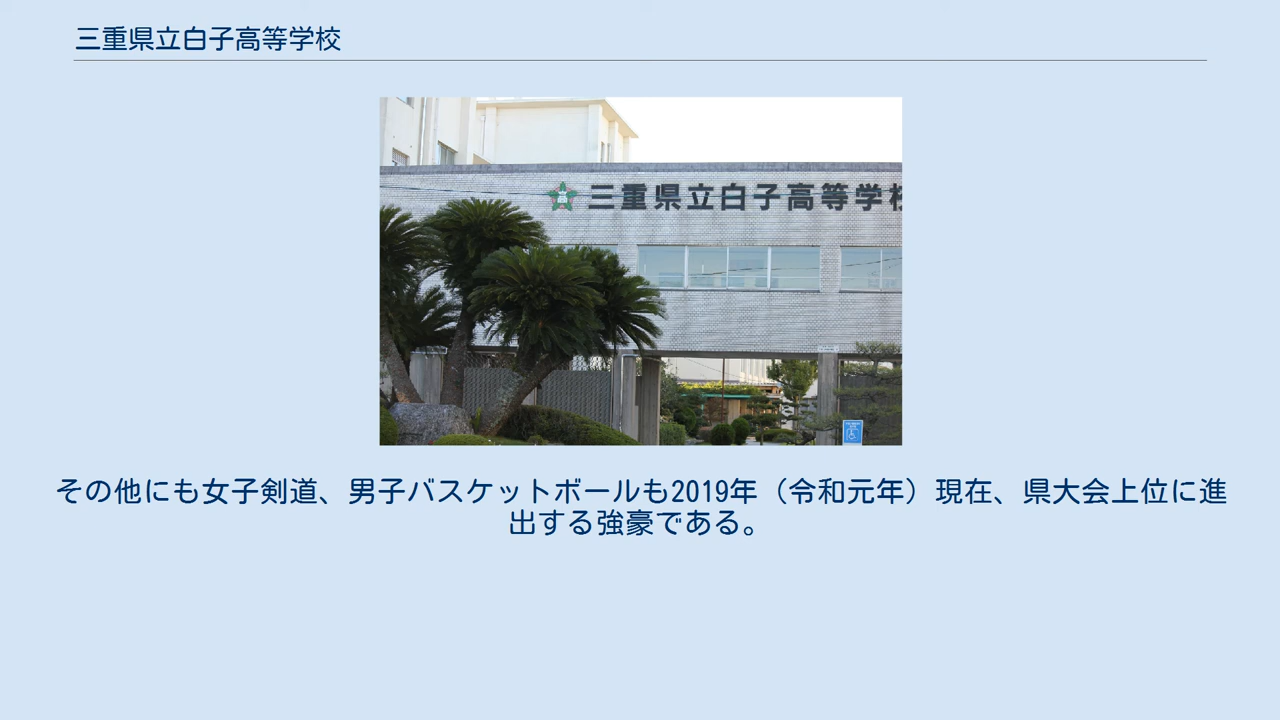 三重県立白子高等学校
三重県立白子高等学校
その他にも女子剣道、男子バスケットボールも2019年（令和元年）現在、県大会上位に進
出する強豪である。